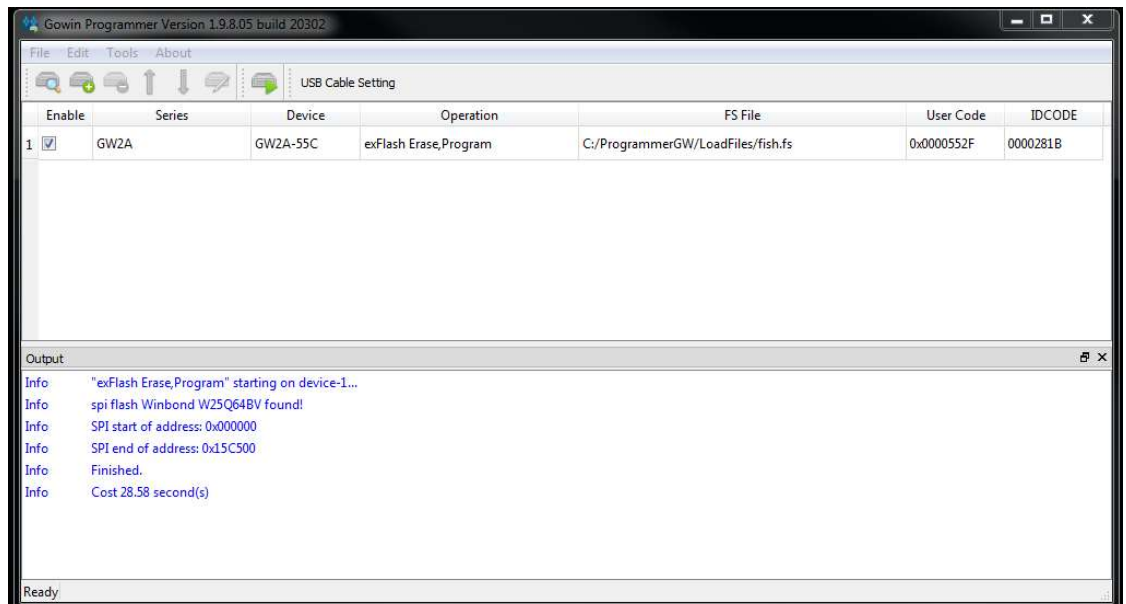 Gowin Programmer Version 1.9.8.05 build 20302
File Edit Tools About
USB Cable Setting
Enable Series Device Operation FS File User Code IDCODE
1 GW2A GW2A-55C exFlash Erase,Program C:/ProgrammerGW/LoadFiles/fish.fs 0x0000552F 0000281B
Output
Info "exFlash Erase,Program" starting on device-1...
Info spi flash Winbond W25Q64BV found!
Info SPI start of address: 0x000000
Info SPI end of address: 0x15C500
Info Finished.
Info Cost 28.58 second(s)
Ready